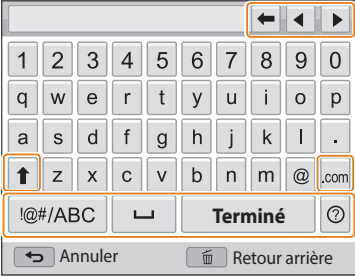 1 2 3 4 5 6 7 8 9 0
q w e r t y u i o p
a s d f g h j k l .
z x c v b n m @ .com
!@#/ABC Terminé ?
Annuler Retour arrière